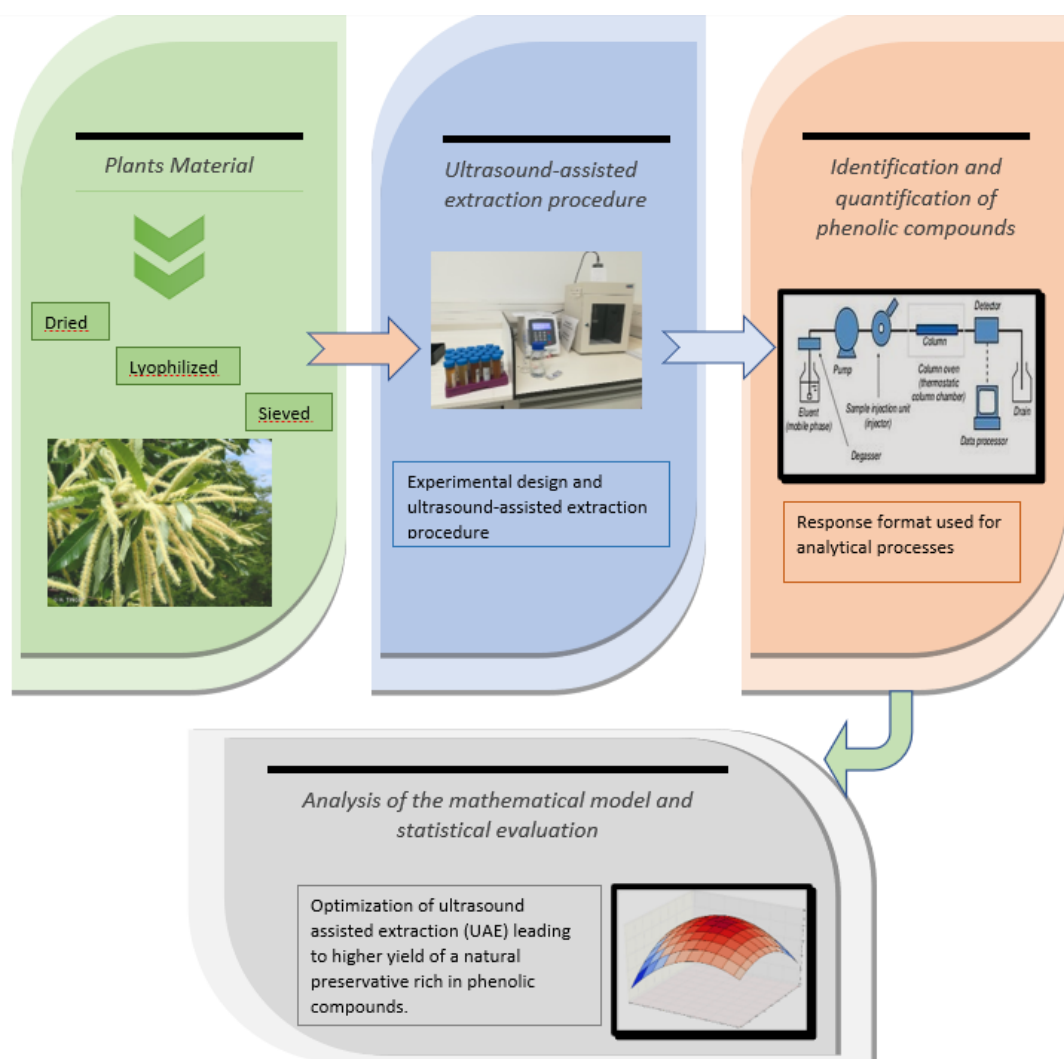 Plants Material
Dried
Lyophilized
Sieved
Ultrasound-assisted
extraction procedure
Experimental design and
ultrasound-assisted extraction
procedure
Identification and
quantification of
phenolic compounds
Detector
Column
Pump
Column oven
(thermostatic
column chamber)
Eluent
(mobile phase)
Sample injection unit
(injector)
Drain
Data processor
Degasser
Response format used for
analytical processes
Analysis of the mathematical model and
statistical evaluation
Optimization of ultrasound
assisted extraction (UAE) leading
to higher yield of a natural
preservative rich in phenolic
compounds.